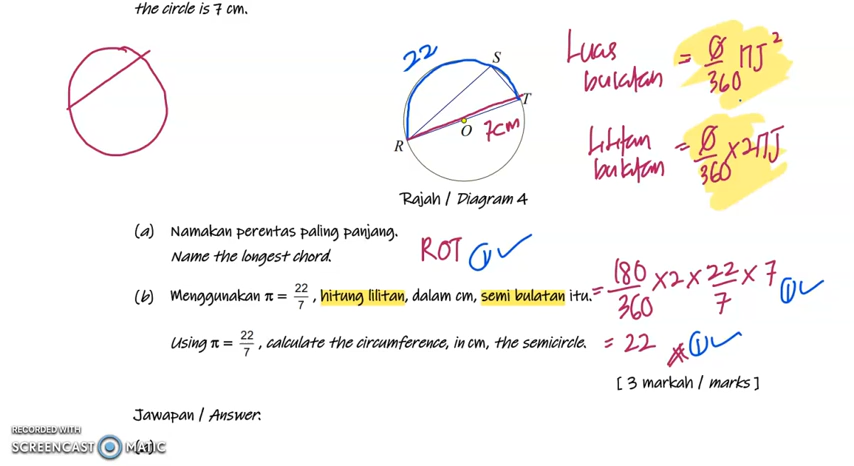 the circle is 7 cm.
22
S
T
O
7cm
R
Rajah / Diagram 4
Luas bulatan = θ/360 πJ²
Lilitan bulatan = θ/360 × 2πJ
(a) Namakan perentas paling panjang.
Name the longest chord.
ROT ① ✓
(b) Menggunakan π = 22/7, hitung lilitan, dalam cm, semi bulatan itu.
= 180/360 × 2 × 22/7 × 7 ① ✓
Using π = 22/7, calculate the circumference, in cm, the semicircle.
= 22 ① ✓
[ 3 markah / marks ]
Jawapan / Answer:
(a)
RECORDED WITH
SCREENCAST MATIC